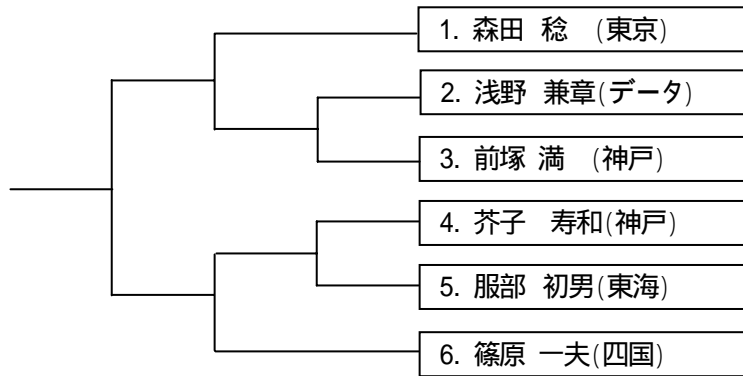 1. 森田 稔 (東京)
2. 浅野 兼章(データ)
3. 前塚 満 (神戸)
4. 芥子 寿和(神戸)
5. 服部 初男(東海)
6. 篠原 一夫(四国)